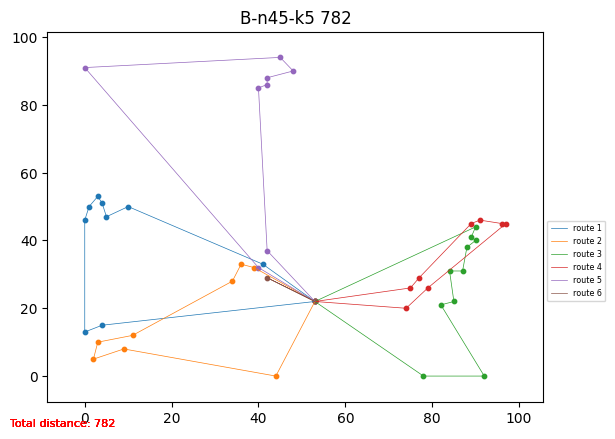 B-n45-k5 782
100
80
60
40
20
0
0 20 40 60 80 100
route 1
route 2
route 3
route 4
route 5
route 6
Total distance: 782